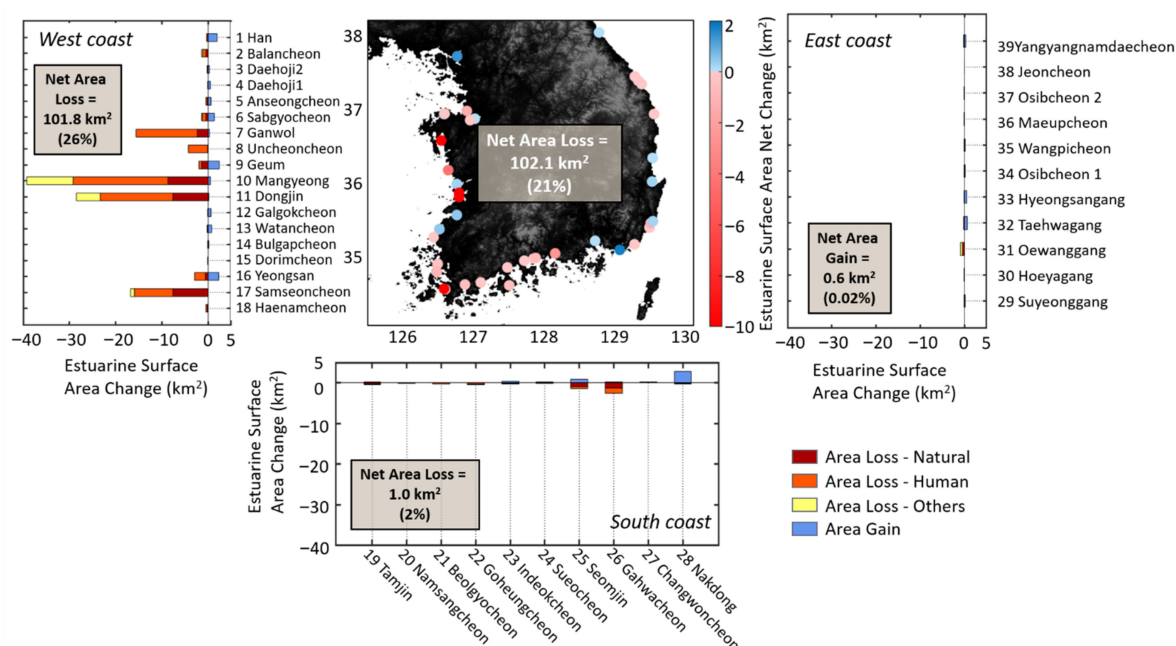 West coast
Net Area
Loss =
101.8 km²
(26%)
1 Han
2 Balancheon
3 Daehoji2
4 Daehoji1
5 Anseongcheon
6 Sabgyocheon
7 Ganwol
8 Uncheoncheon
9 Geum
10 Mangyeong
11 Dongjin
12 Galgokcheon
13 Watancheon
14 Bulgapcheon
15 Dorimcheon
16 Yeongsan
17 Samseoncheon
18 Haenamcheon
−40 −30 −20 −10 0 5
Estuarine Surface
Area Change (km²)
38
37
36
35
126 127 128 129 130
Net Area Loss =
102.1 km²
(21%)
2
0
−2
−4
−6
−8
−10
Estuarine Surface Area Net Change (km²)
East coast
39Yangyangnamdaecheon
38 Jeoncheon
37 Osibcheon 2
36 Maeupcheon
35 Wangpicheon
34 Osibcheon 1
33 Hyeongsangang
32 Taehwagang
31 Oewanggang
30 Hoeyagang
29 Suyeonggang
Net Area
Gain =
0.6 km²
(0.02%)
−40 −30 −20 −10 0 5
Estuarine Surface
Area Change (km²)
Estuarine Surface
Area Change (km²)
5
0
−10
−20
−30
−40
Net Area Loss =
1.0 km²
(2%)
South coast
19 Tamjin
20 Namsangcheon
21 Beolgyocheon
22 Goheungcheon
23 Indeokcheon
24 Sueocheon
25 Seomjin
26 Gahwacheon
27 Changwoncheon
28 Nakdong
Area Loss - Natural
Area Loss - Human
Area Loss - Others
Area Gain